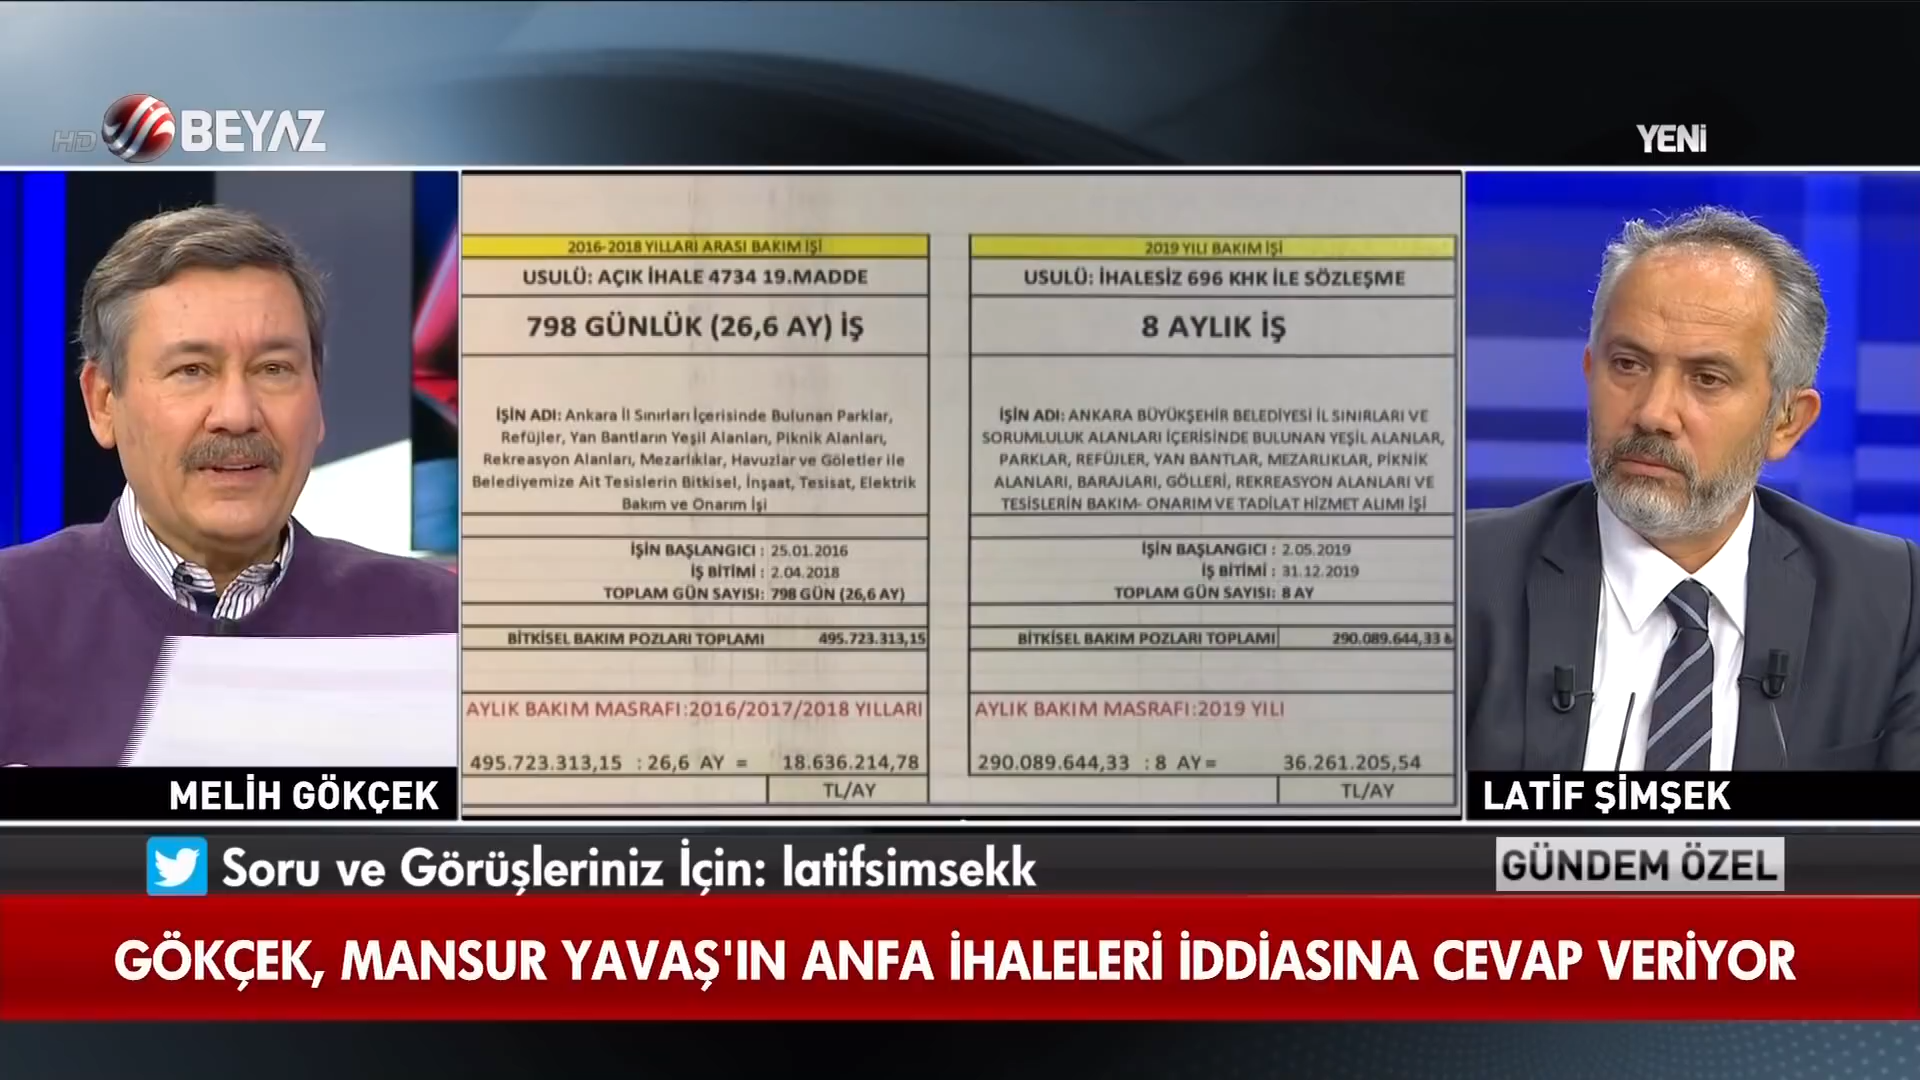 HD BEYAZ
YENİ
2016-2018 YILLARI ARASI BAKIM İŞİ
USULÜ: AÇIK İHALE 4734 19.MADDE
798 GÜNLÜK (26,6 AY) İŞ
İŞİN ADI: Ankara İl Sınırları İçerisinde Bulunan Parklar,
Refüjler, Yan Bantların Yeşil Alanları, Piknik Alanları,
Rekreasyon Alanları, Mezarlıklar, Havuzlar ve Göletler ile
Belediyemize Ait Tesislerin Bitkisel, İnşaat, Tesisat, Elektrik
Bakım ve Onarım İşi
İŞİN BAŞLANGICI : 25.01.2016
İŞ BİTİMİ : 2.04.2018
TOPLAM GÜN SAYISI: 798 GÜN (26,6 AY)
BİTKİSEL BAKIM POZLARI TOPLAMI 495.723.313,15
AYLIK BAKIM MASRAFI:2016/2017/2018 YILLARI
495.723.313,15 : 26,6 AY = 18.636.214,78
TL/AY
2019 YILI BAKIM İŞİ
USULÜ: İHALESİZ 696 KHK İLE SÖZLEŞME
8 AYLIK İŞ
İŞİN ADI: ANKARA BÜYÜKŞEHİR BELEDİYESİ İL SINIRLARI VE
SORUMLULUK ALANLARI İÇERİSİNDE BULUNAN YEŞİL ALANLAR,
PARKLAR, REFÜJLER, YAN BANTLAR, MEZARLIKLAR, PİKNİK
ALANLARI, BARAJLARI, GÖLLERİ, REKREASYON ALANLARI VE
TESİSLERİN BAKIM- ONARIM VE TADİLAT HİZMET ALIMI İŞİ
İŞİN BAŞLANGICI : 2.05.2019
İŞ BİTİMİ : 31.12.2019
TOPLAM GÜN SAYISI: 8 AY
BİTKİSEL BAKIM POZLARI TOPLAMI 290.089.644,33 ₺
AYLIK BAKIM MASRAFI:2019 YILI
290.089.644,33 : 8 AY = 36.261.205,54
TL/AY
MELİH GÖKÇEK
LATİF ŞİMŞEK
Soru ve Görüşleriniz İçin: latifsimsekk
GÜNDEM ÖZEL
GÖKÇEK, MANSUR YAVAŞ'IN ANFA İHALELERİ İDDİASINA CEVAP VERİYOR